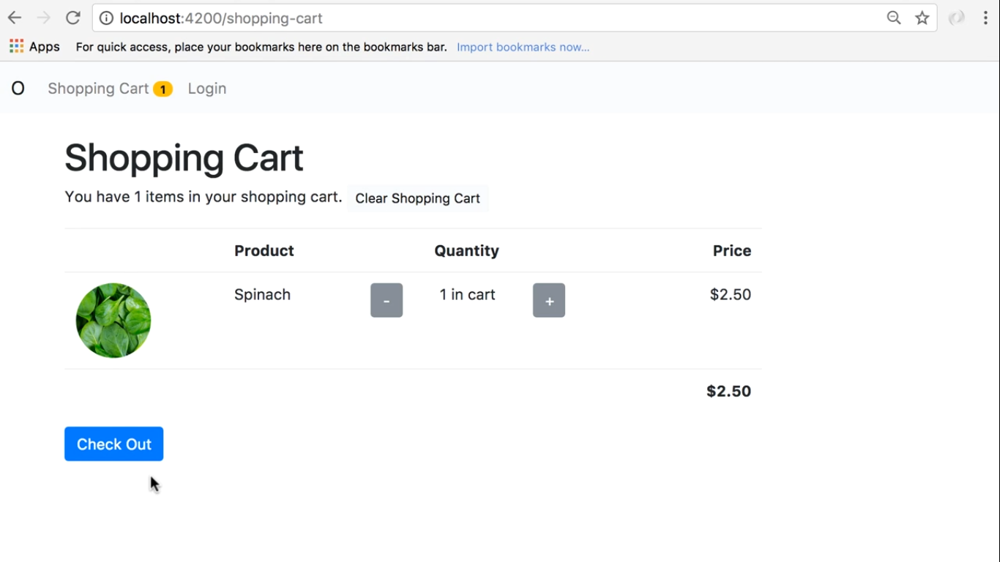 localhost:4200/shopping-cart
Apps For quick access, place your bookmarks here on the bookmarks bar. Import bookmarks now...
O Shopping Cart 1 Login
Shopping Cart
You have 1 items in your shopping cart. Clear Shopping Cart
Product Quantity Price
Spinach - 1 in cart + $2.50
$2.50
Check Out